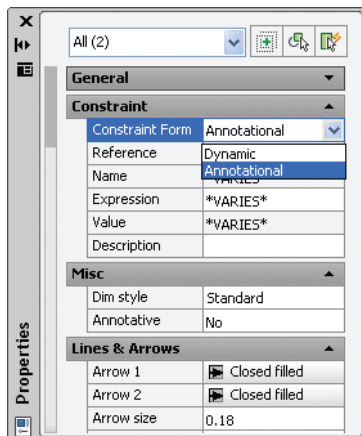 All (2)
General
Constraint
Constraint Form Annotational
Reference Dynamic
Annotational
Name
Expression *VARIES*
Value *VARIES*
Description
Misc
Dim style Standard
Annotative No
Lines & Arrows
Arrow 1 Closed filled
Arrow 2 Closed filled
Arrow size 0.18
Properties